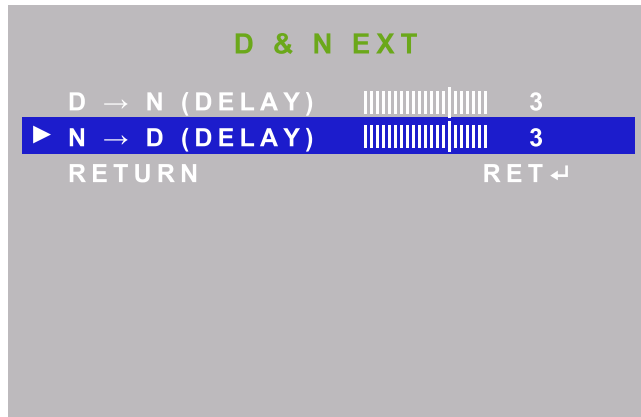 D & N EXT
D → N (DELAY) 3
► N → D (DELAY) 3
RETURN RET↵